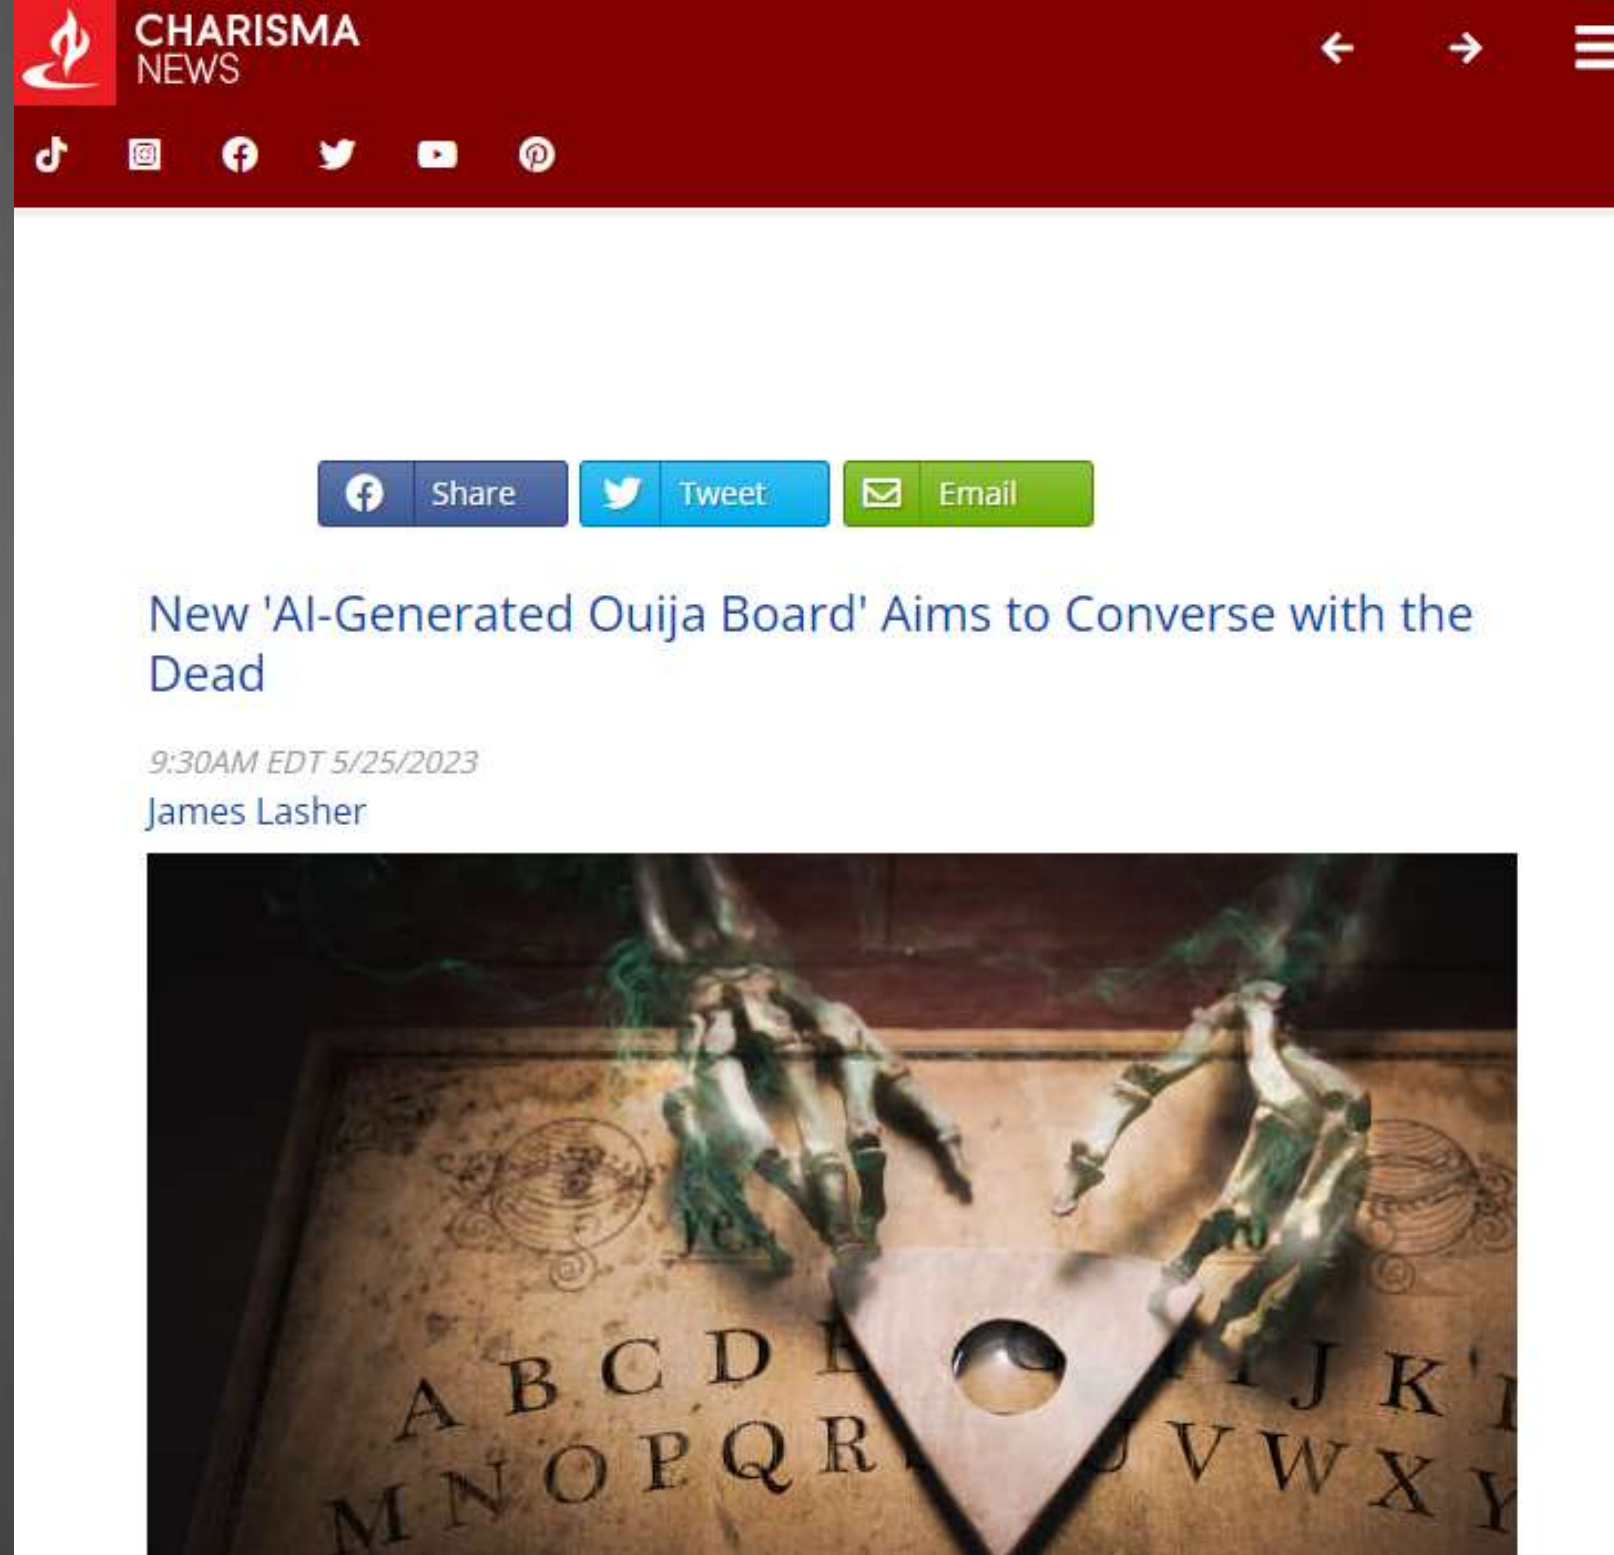 CHARISMA
NEWS
Share
Tweet
Email
New 'AI-Generated Ouija Board' Aims to Converse with the
Dead
9:30AM EDT 5/25/2023
James Lasher
A B C D E J K
M N O P Q R U V W X Y